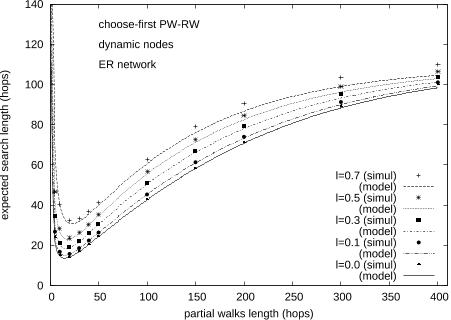 140
120
100
80
60
40
20
0
0
50
100
150
200
250
300
350
400
expected search length (hops)
partial walks length (hops)
choose-first PW-RW
dynamic nodes
ER network
l=0.7 (simul)
(model)
l=0.5 (simul)
(model)
l=0.3 (simul)
(model)
l=0.1 (simul)
(model)
l=0.0 (simul)
(model)